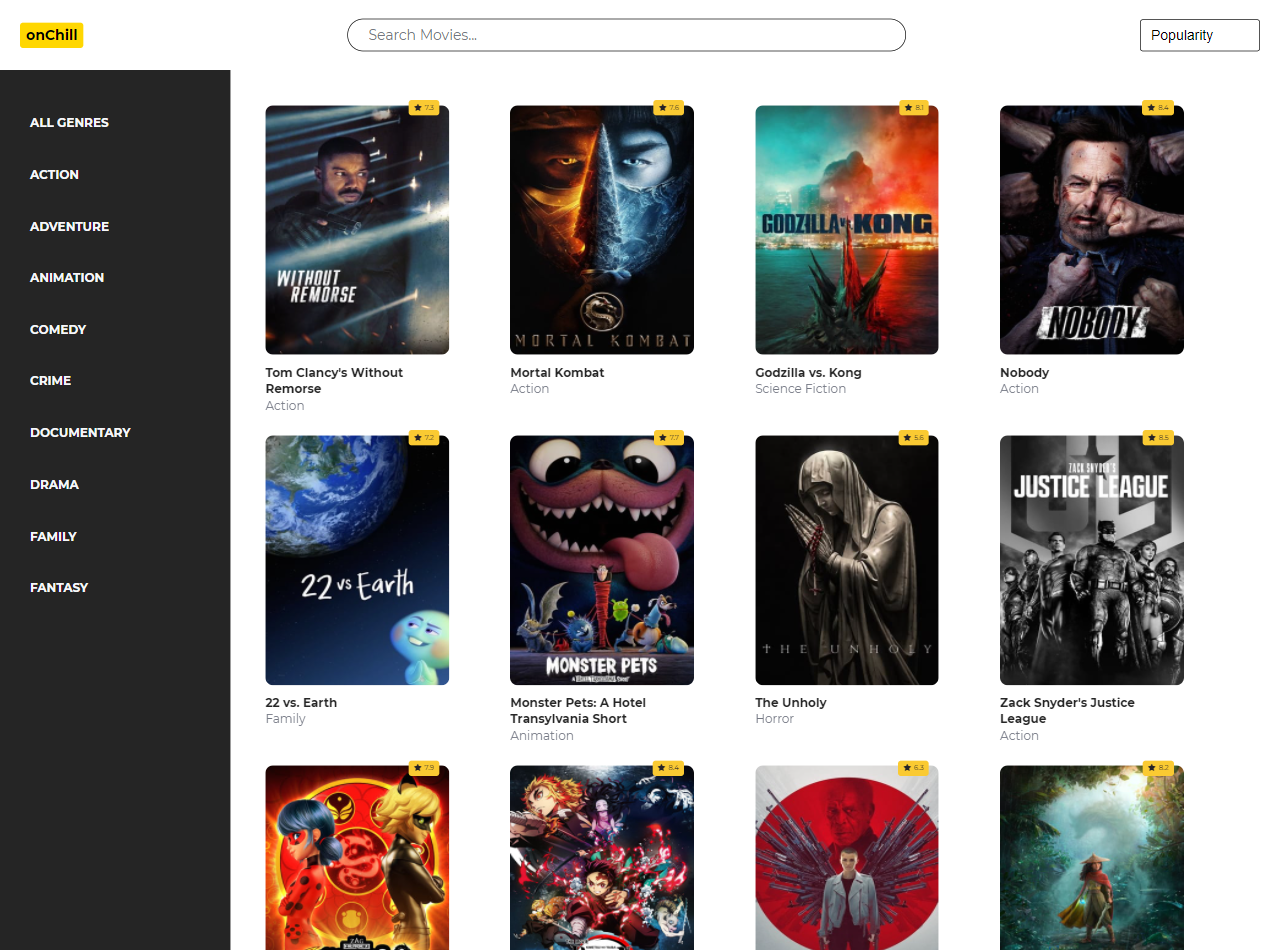 onChill
Search Movies...
Popularity
ALL GENRES
ACTION
ADVENTURE
ANIMATION
COMEDY
CRIME
DOCUMENTARY
DRAMA
FAMILY
FANTASY
7.3
7.6
8.1
8.4
WITHOUT
REMORSE
MORTAL KOMBAT
GODZILLA vs. KONG
NOBODY
Tom Clancy's Without
Remorse
Action
Mortal Kombat
Action
Godzilla vs. Kong
Science Fiction
Nobody
Action
7.2
7.7
5.6
8.5
22 vs Earth
MONSTER PETS
THE UNHOLY
ZACK SNYDER'S
JUSTICE LEAGUE
22 vs. Earth
Family
Monster Pets: A Hotel
Transylvania Short
Animation
The Unholy
Horror
Zack Snyder's Justice
League
Action
7.9
8.4
6.3
8.2
ZAG